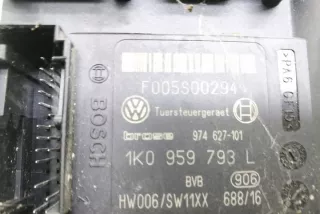 F005S00294
Tuersteuergeraet
brose 974 627-101
1K0 959 793 L
BVB 906
HW006/SW11XX 688/16
BOSCH